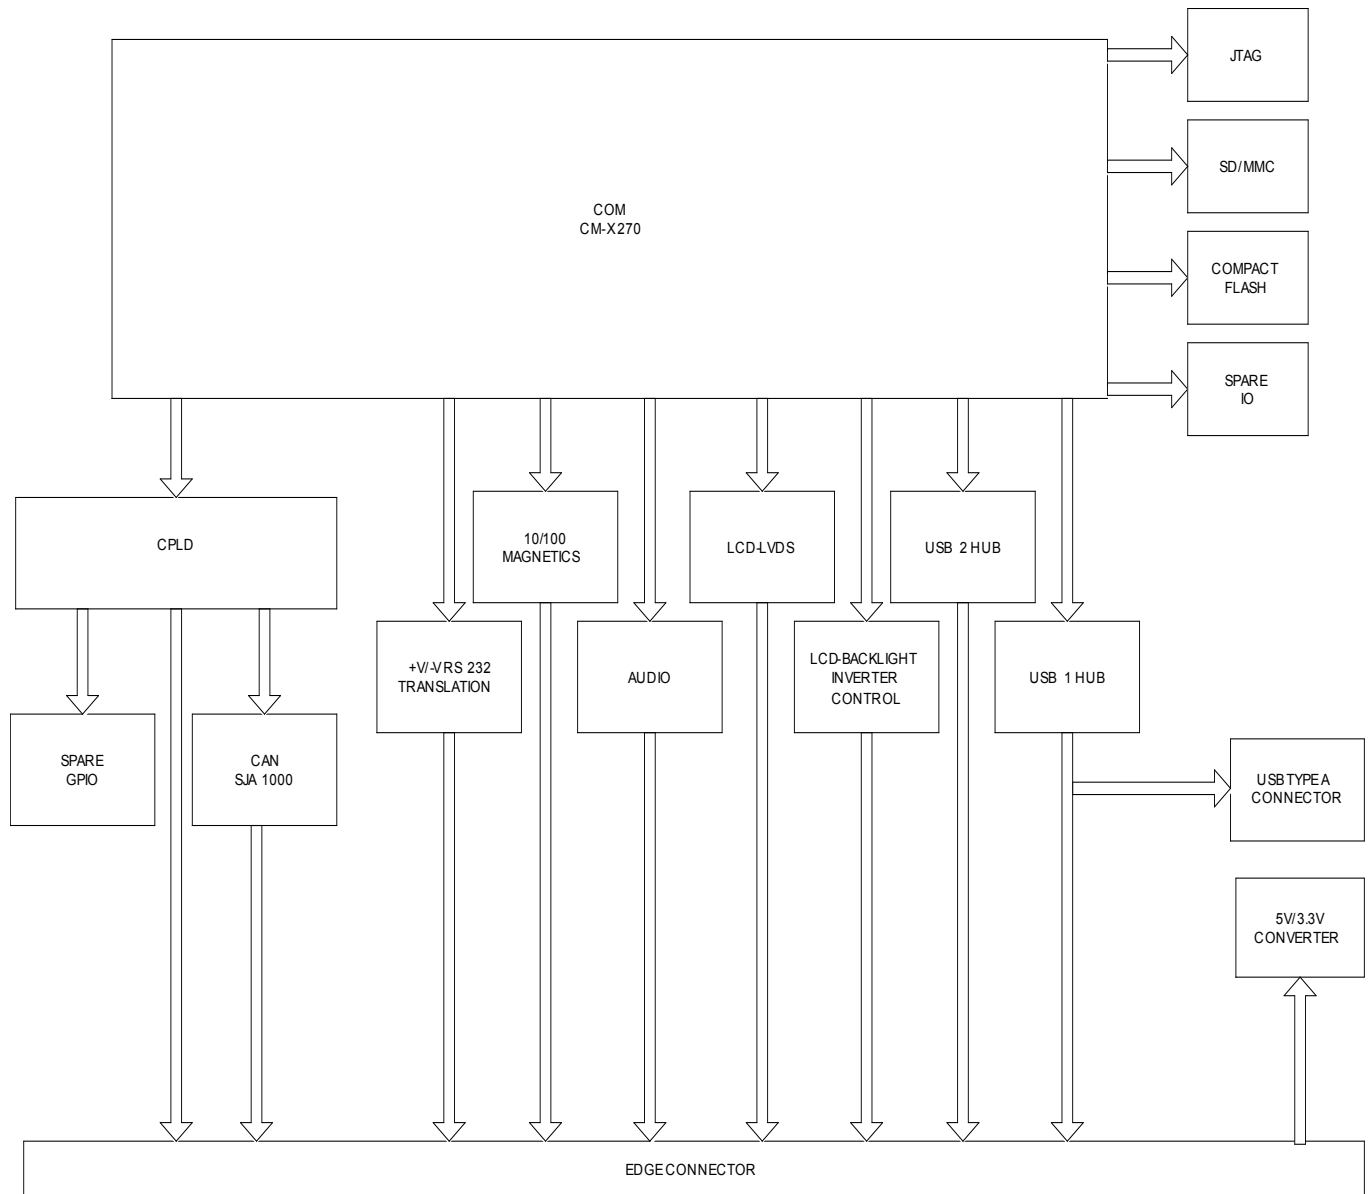 JTAG
SD/MMC
COM
CM-X270
COMPACT
FLASH
SPARE
IO
CPLD
10/100
MAGNETICS
LCD-LVDS
USB 2 HUB
+V/-VRS 232
TRANSLATION
AUDIO
LCD-BACKLIGHT
INVERTER
CONTROL
USB 1 HUB
SPARE
GPIO
CAN
SJA 1000
USB TYPE A
CONNECTOR
5V/3.3V
CONVERTER
EDGE CONNECTOR